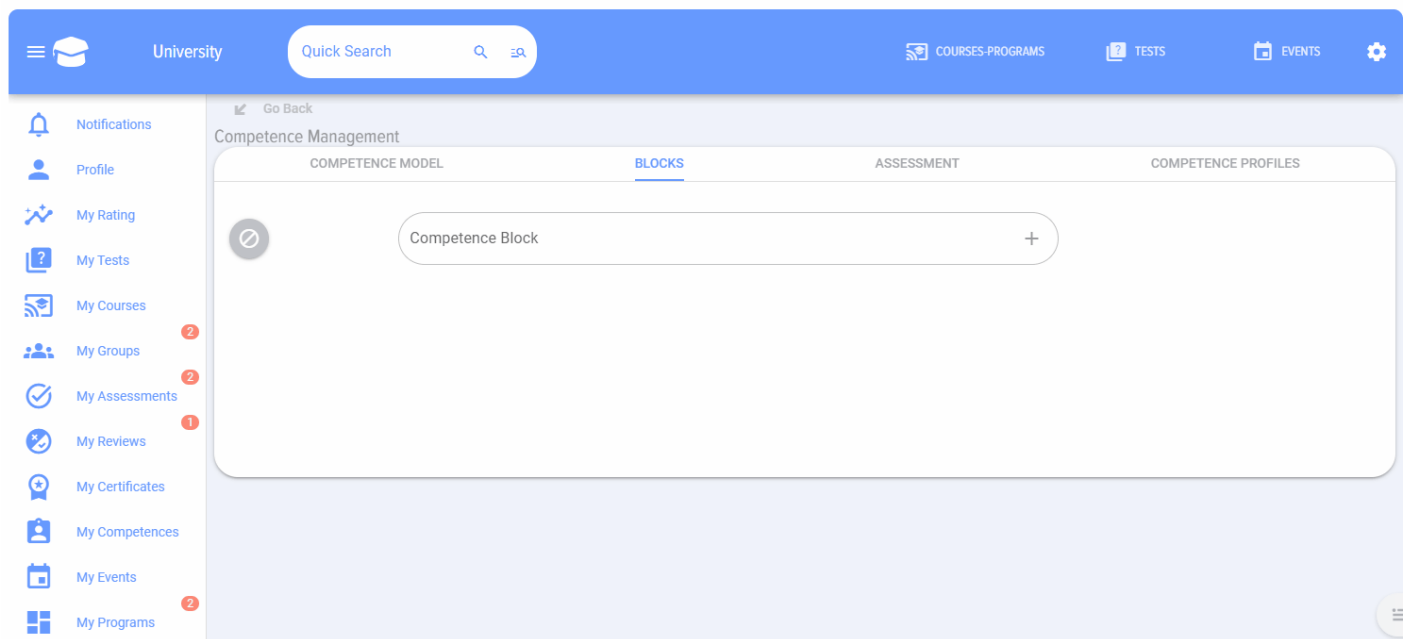 University
Quick Search
COURSES-PROGRAMS
TESTS
EVENTS
Go Back
Competence Management
COMPETENCE MODEL
BLOCKS
ASSESSMENT
COMPETENCE PROFILES
Competence Block
Notifications
Profile
My Rating
My Tests
My Courses
2
My Groups
2
My Assessments
1
My Reviews
My Certificates
My Competences
My Events
2
My Programs